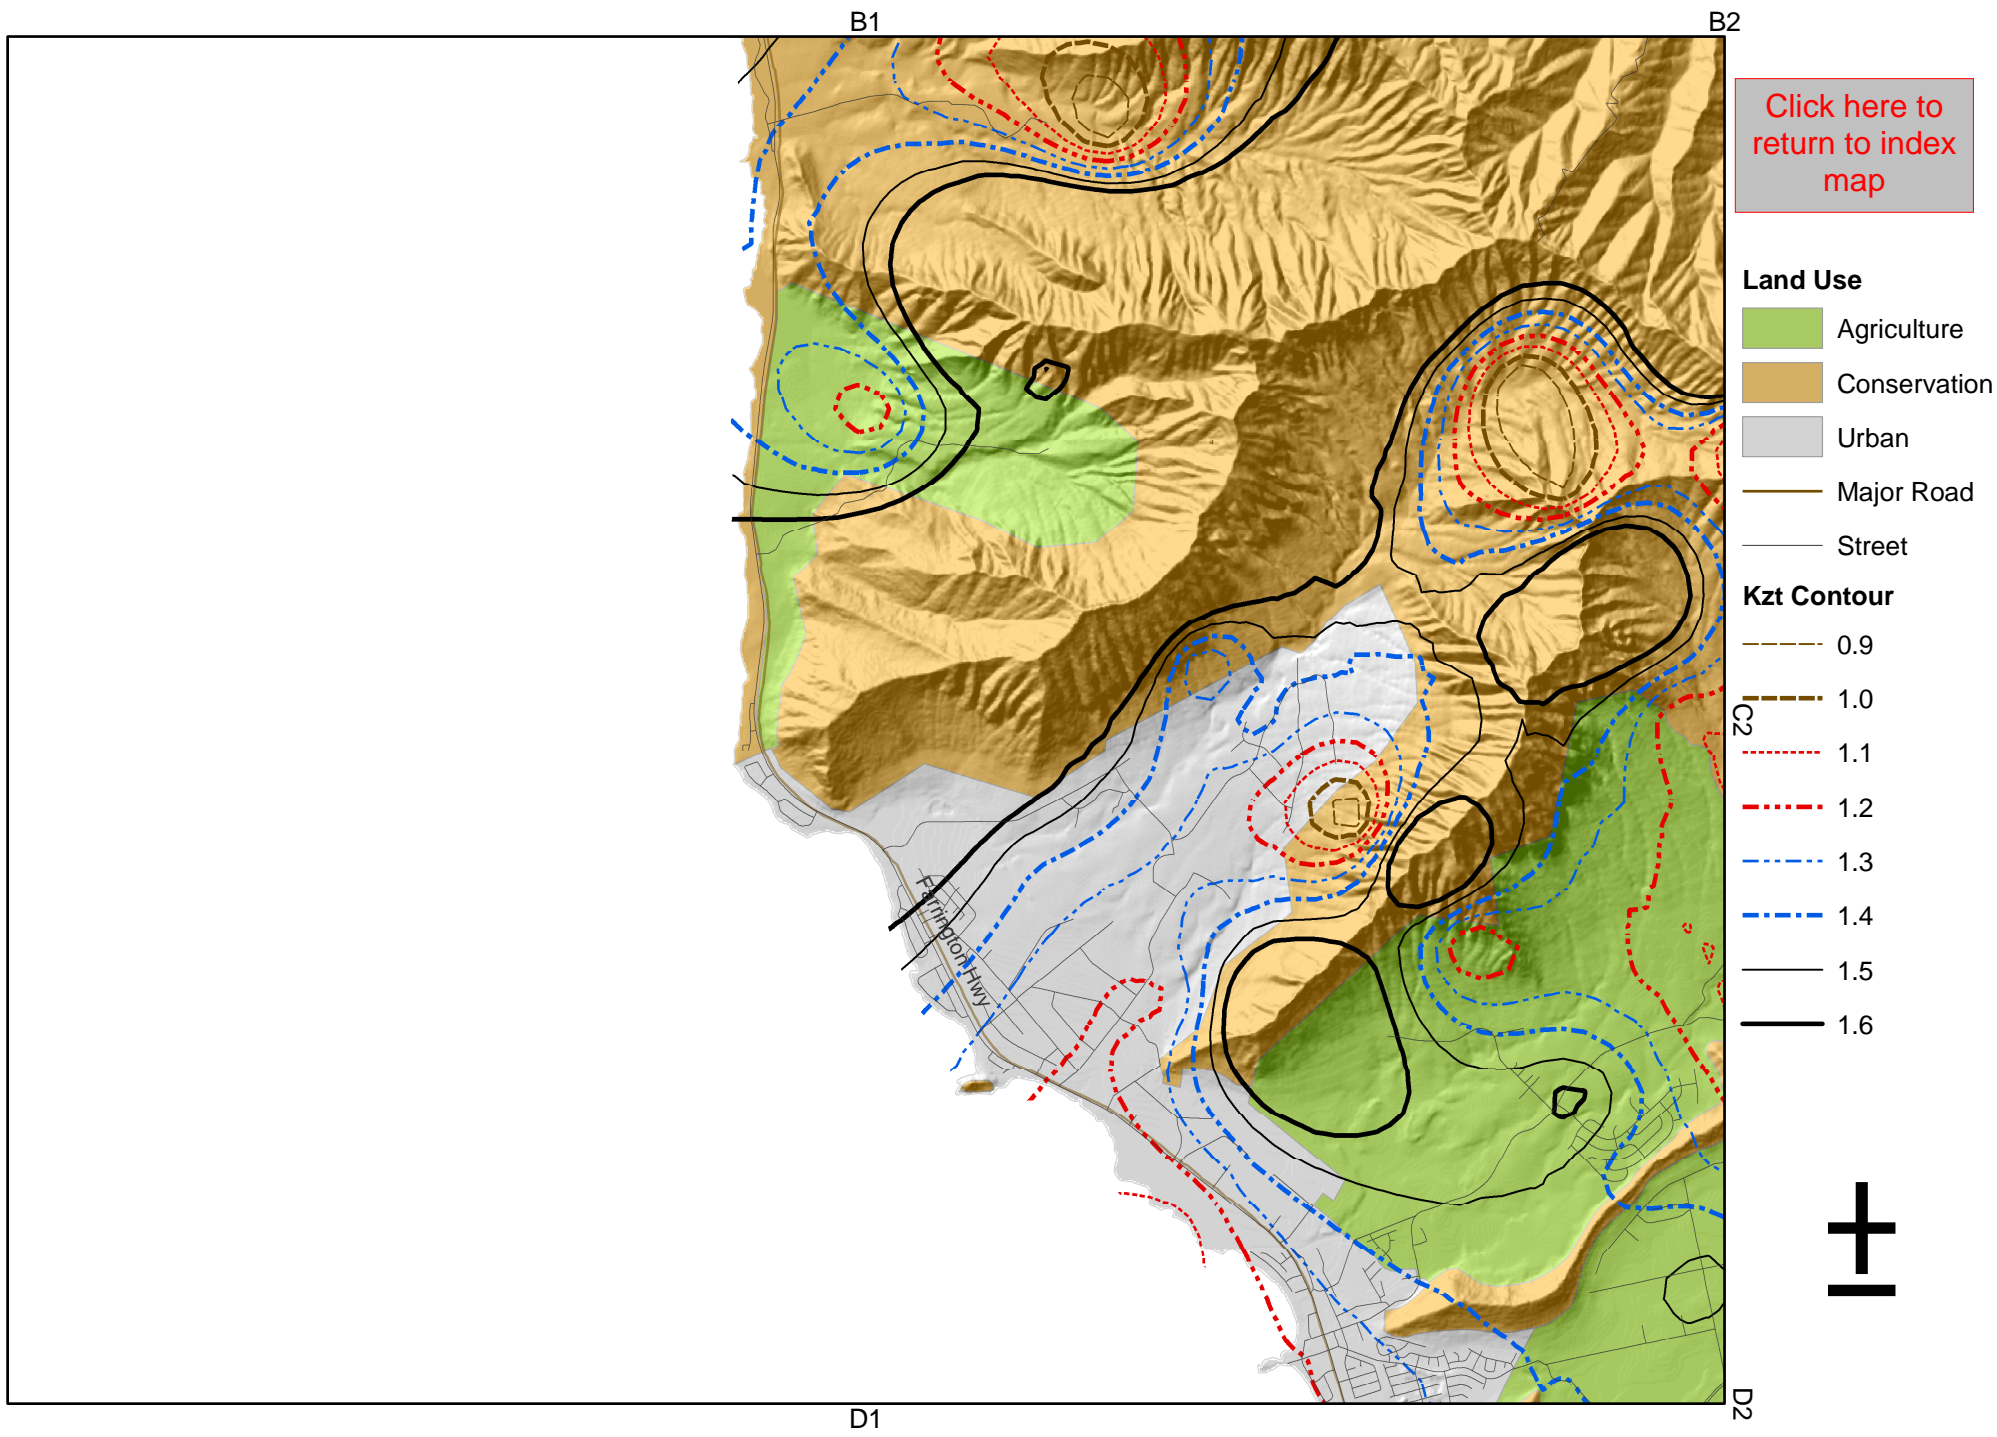 B1
B2
Click here to
return to index
map
Land Use
Agriculture
Conservation
Urban
Major Road
Street
Kzt Contour
0.9
1.0
C2
1.1
1.2
1.3
1.4
1.5
1.6
Farrington Hwy
D1
D2